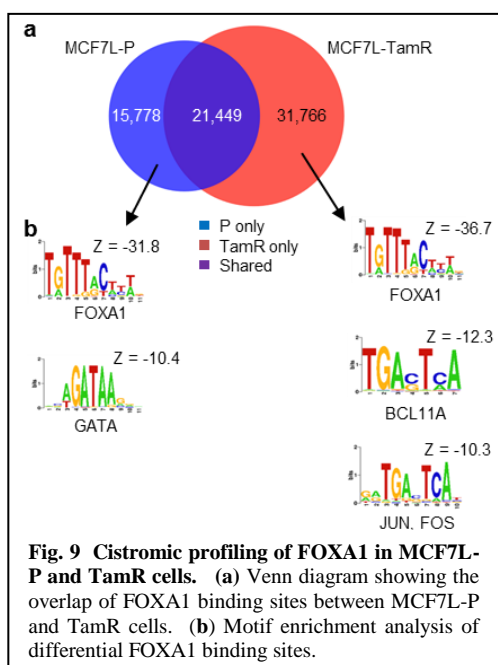 a
MCF7L-P
MCF7L-TamR
15,778
21,449
31,766
b
P only
TamR only
Shared
Z = -31.8
FOXA1
Z = -10.4
GATA
Z = -36.7
FOXA1
Z = -12.3
BCL11A
Z = -10.3
JUN, FOS
Fig. 9 Cistromic profiling of FOXA1 in MCF7L-
P and TamR cells. (a) Venn diagram showing the
overlap of FOXA1 binding sites between MCF7L-P
and TamR cells. (b) Motif enrichment analysis of
differential FOXA1 binding sites.